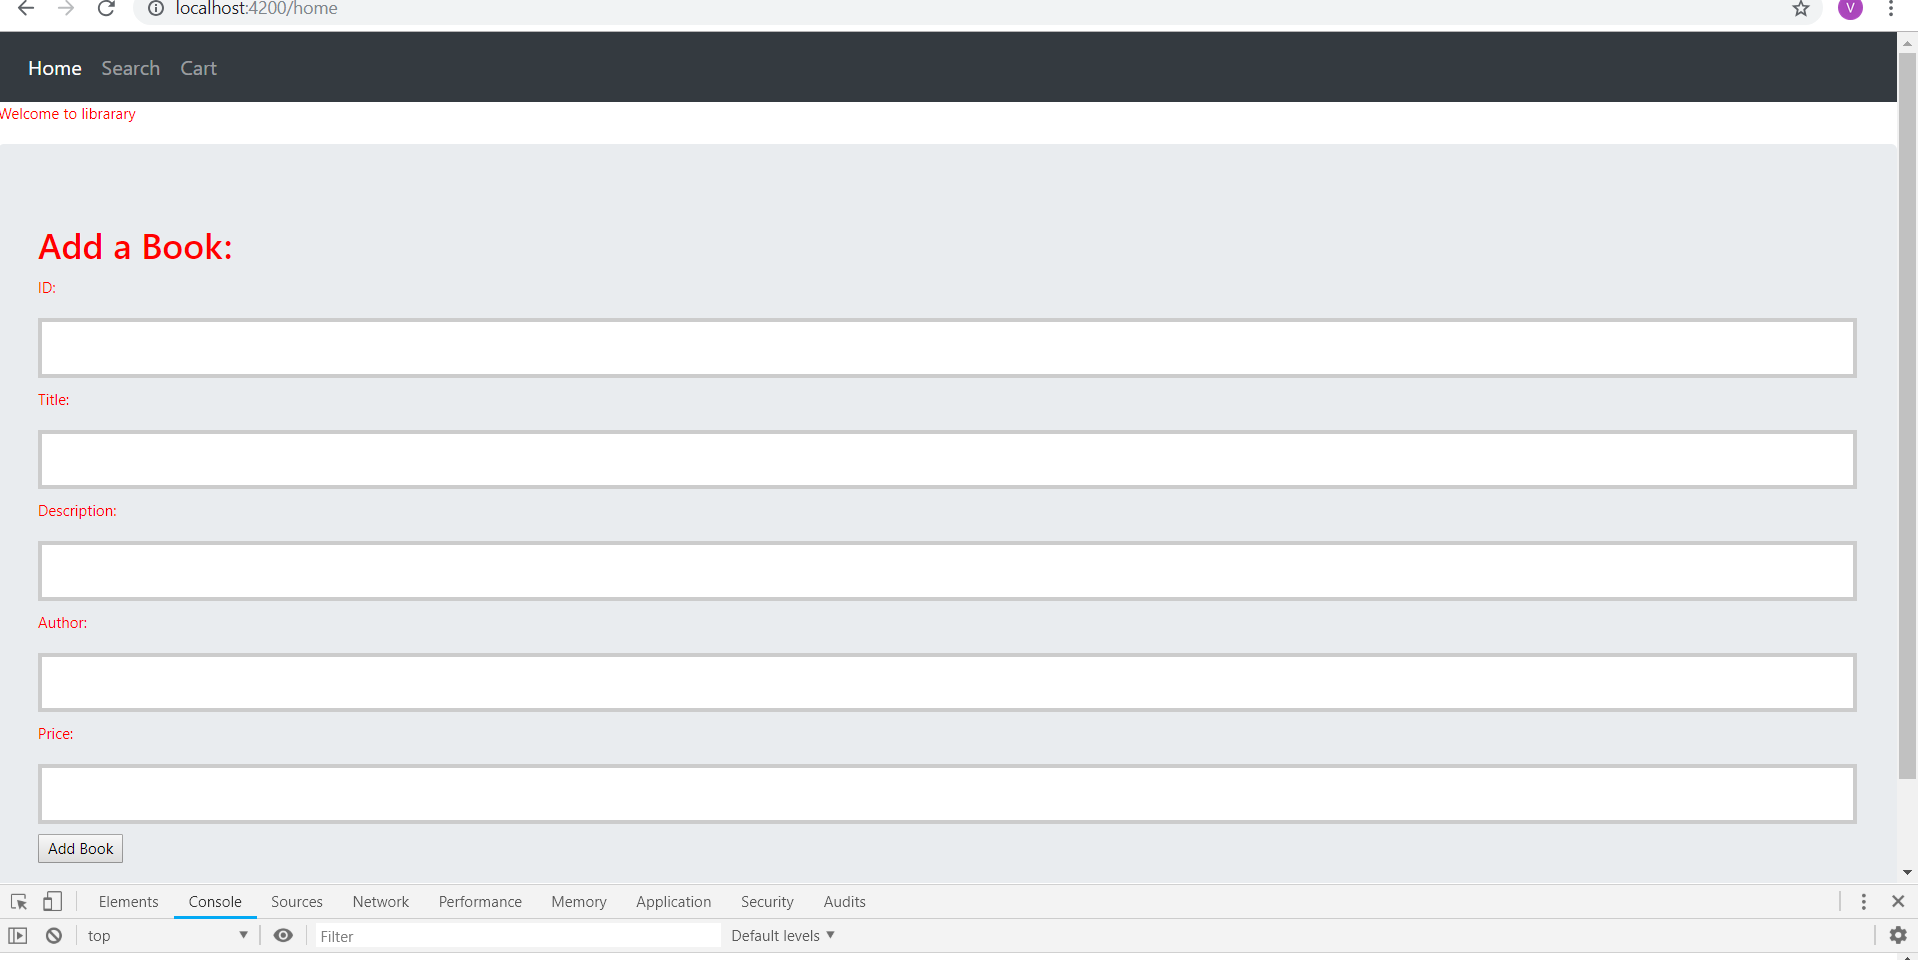 localhost:4200/home
V
Home Search Cart
Welcome to librarary
Add a Book:
ID:
Title:
Description:
Author:
Price:
Add Book
Elements Console Sources Network Performance Memory Application Security Audits
top Filter Default levels